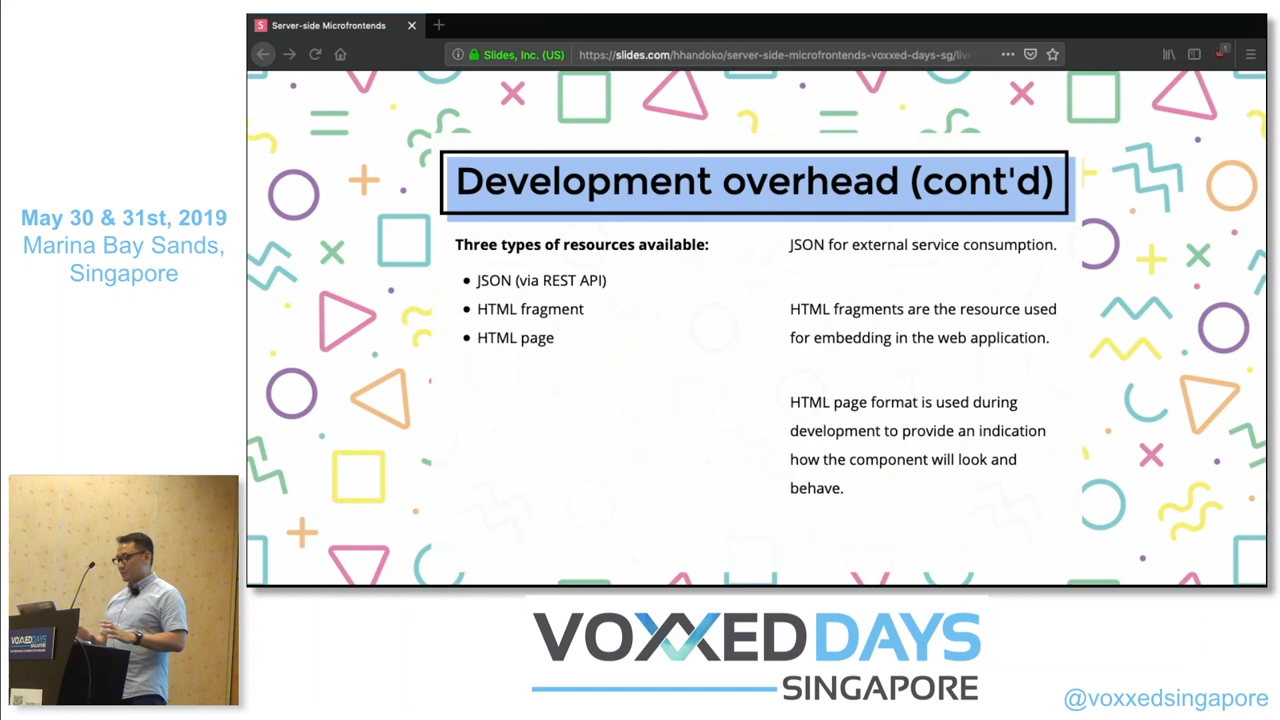 Server-side Microfrontends
Slides, Inc. (US)
https://slides.com/hhandoko/server-side-microfrontends-voxxed-days-sg/live
1
May 30 & 31st, 2019
Marina Bay Sands,
Singapore
Development overhead (cont'd)
Three types of resources available:
JSON (via REST API)
HTML fragment
HTML page
JSON for external service consumption.
HTML fragments are the resource used
for embedding in the web application.
HTML page format is used during
development to provide an indication
how the component will look and
behave.
VOXXED DAYS
SINGAPORE
VOXXEDDAYS
SINGAPORE
@voxxedsingapore